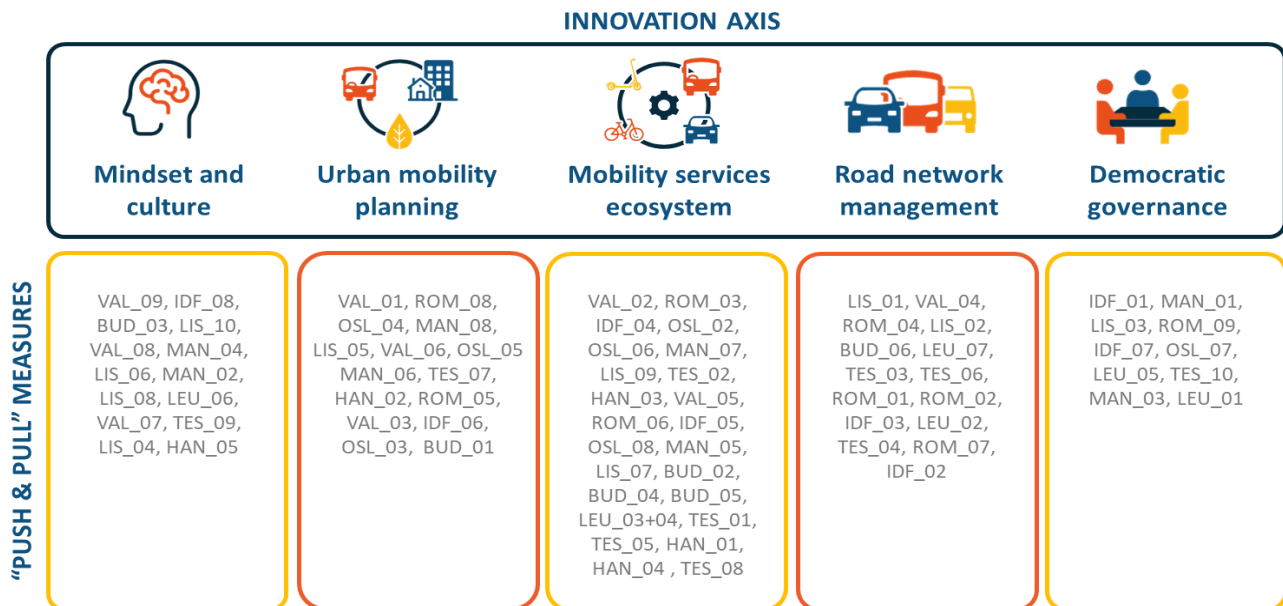 INNOVATION AXIS
Mindset and
culture
Urban mobility
planning
Mobility services
ecosystem
Road network
management
Democratic
governance
“PUSH & PULL” MEASURES
VAL_09, IDF_08,
BUD_03, LIS_10,
VAL_08, MAN_04,
LIS_06, MAN_02,
LIS_08, LEU_06,
VAL_07, TES_09,
LIS_04, HAN_05
VAL_01, ROM_08,
OSL_04, MAN_08,
LIS_05, VAL_06, OSL_05
MAN_06, TES_07,
HAN_02, ROM_05,
VAL_03, IDF_06,
OSL_03, BUD_01
VAL_02, ROM_03,
IDF_04, OSL_02,
OSL_06, MAN_07,
LIS_09, TES_02,
HAN_03, VAL_05,
ROM_06, IDF_05,
OSL_08, MAN_05,
LIS_07, BUD_02,
BUD_04, BUD_05,
LEU_03+04, TES_01,
TES_05, HAN_01,
HAN_04 , TES_08
LIS_01, VAL_04,
ROM_04, LIS_02,
BUD_06, LEU_07,
TES_03, TES_06,
ROM_01, ROM_02,
IDF_03, LEU_02,
TES_04, ROM_07,
IDF_02
IDF_01, MAN_01,
LIS_03, ROM_09,
IDF_07, OSL_07,
LEU_05, TES_10,
MAN_03, LEU_01